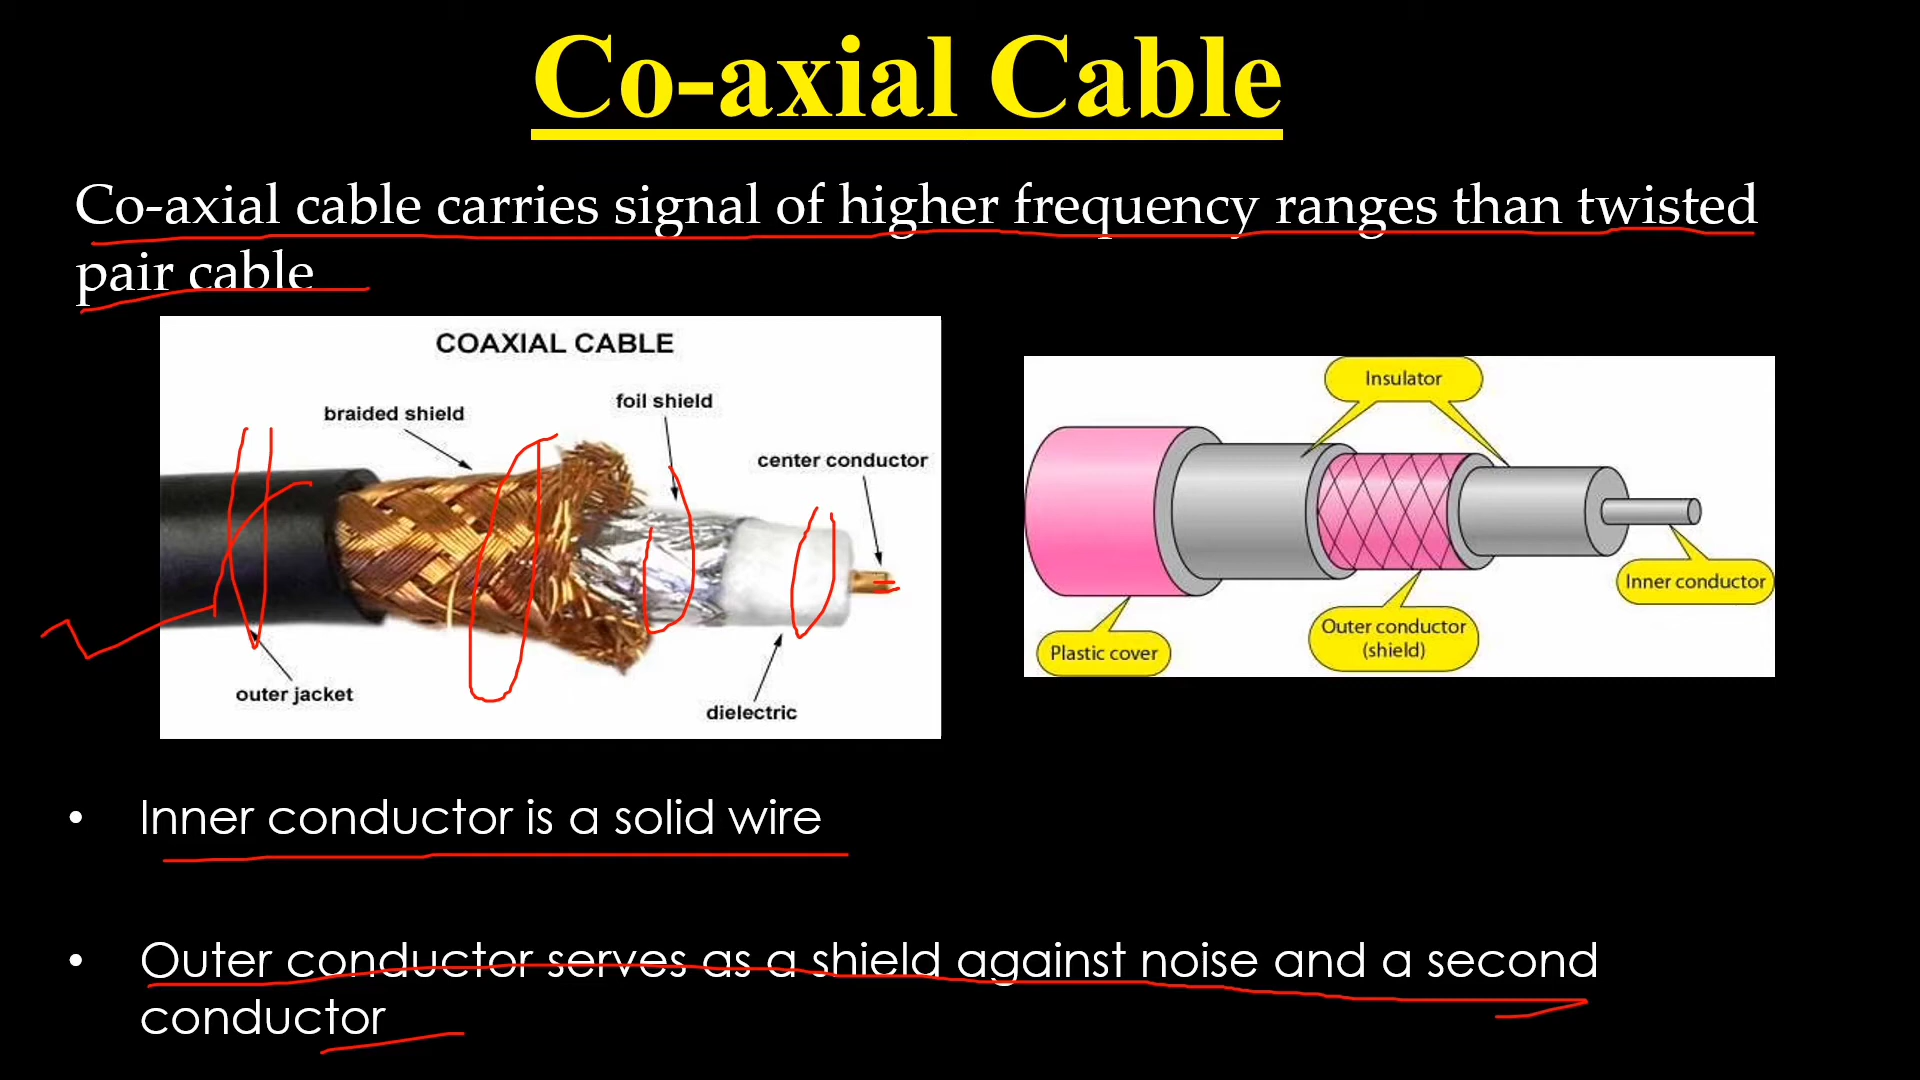 Co-axial Cable
Co-axial cable carries signal of higher frequency ranges than twisted
pair cable
COAXIAL CABLE
braided shield
foil shield
center conductor
outer jacket
dielectric
Insulator
Inner conductor
Outer conductor
(shield)
Plastic cover
• Inner conductor is a solid wire
• Outer conductor serves as a shield against noise and a second
conductor